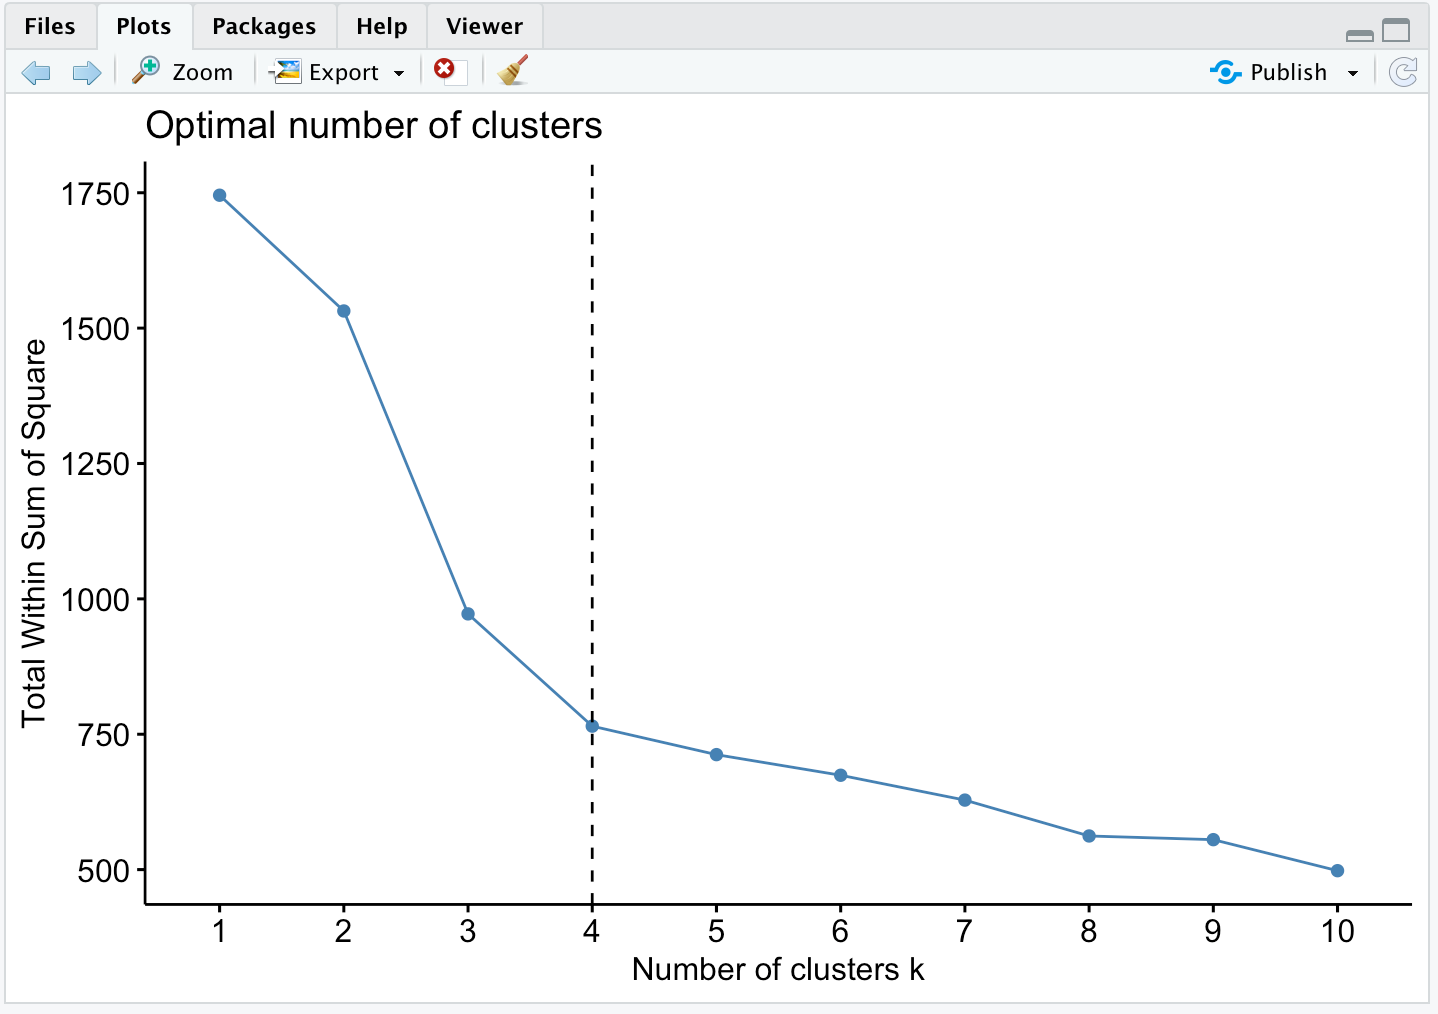 Files Plots Packages Help Viewer
Zoom Export Publish
Optimal number of clusters
1750
1500
1250
1000
750
500
Total Within Sum of Square
1 2 3 4 5 6 7 8 9 10
Number of clusters k